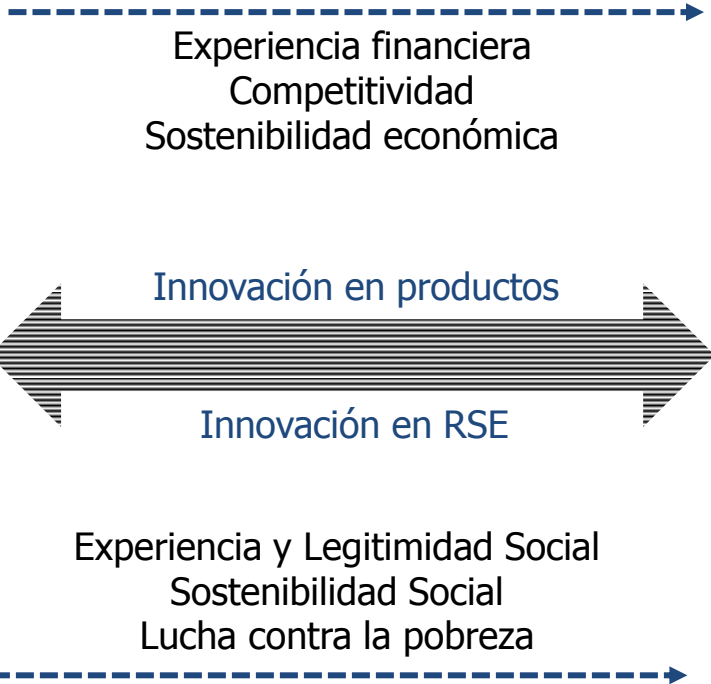 Experiencia financiera
Competitividad
Sostenibilidad económica
Innovación en productos
Innovación en RSE
Experiencia y Legitimidad Social
Sostenibilidad Social
Lucha contra la pobreza